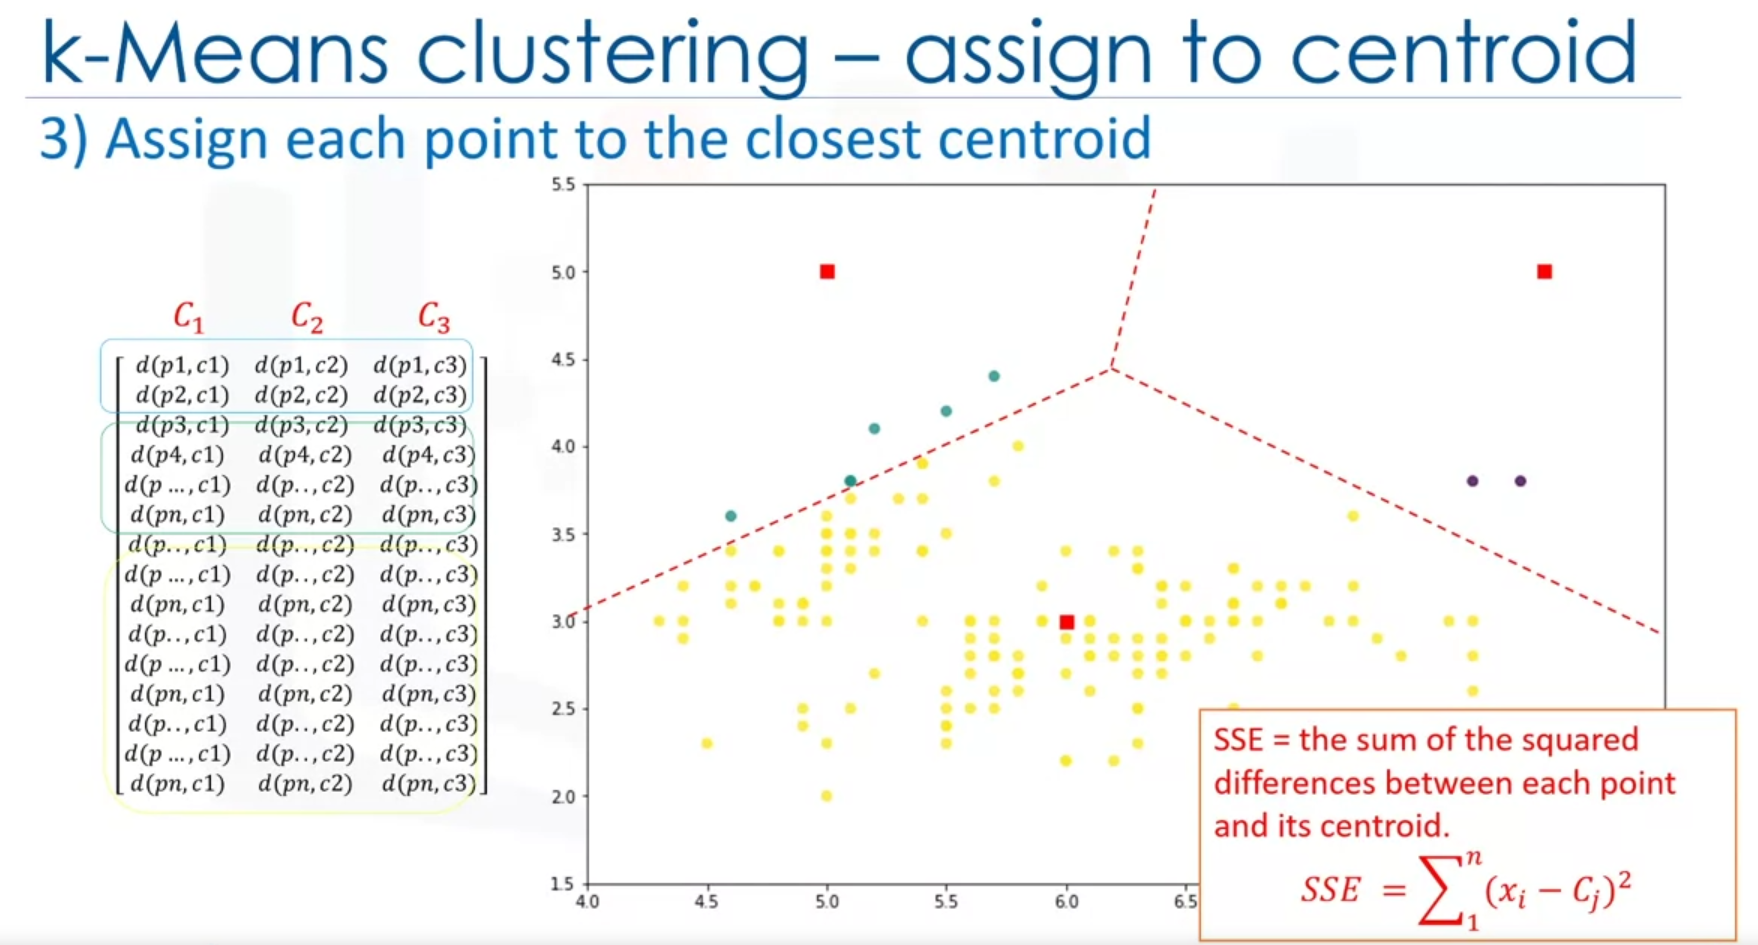 k-Means clustering – assign to centroid
3) Assign each point to the closest centroid
C₁ C₂ C₃
d(p1,c1) d(p1,c2) d(p1,c3)
d(p2,c1) d(p2,c2) d(p2,c3)
d(p3,c1) d(p3,c2) d(p3,c3)
d(p4,c1) d(p4,c2) d(p4,c3)
d(p ...,c1) d(p..,c2) d(p..,c3)
d(pn,c1) d(pn,c2) d(pn,c3)
d(p..,c1) d(p..,c2) d(p..,c3)
d(p ...,c1) d(p..,c2) d(p..,c3)
d(pn,c1) d(pn,c2) d(pn,c3)
d(p..,c1) d(p..,c2) d(p..,c3)
d(p ...,c1) d(p..,c2) d(p..,c3)
d(pn,c1) d(pn,c2) d(pn,c3)
d(p..,c1) d(p..,c2) d(p..,c3)
d(p ...,c1) d(p..,c2) d(p..,c3)
d(pn,c1) d(pn,c2) d(pn,c3)
5.5
5.0
4.5
4.0
3.5
3.0
2.5
2.0
1.5
4.0 4.5 5.0 5.5 6.0 6.5
SSE = the sum of the squared
differences between each point
and its centroid.
SSE = ∑₁ⁿ (xᵢ − Cⱼ)²